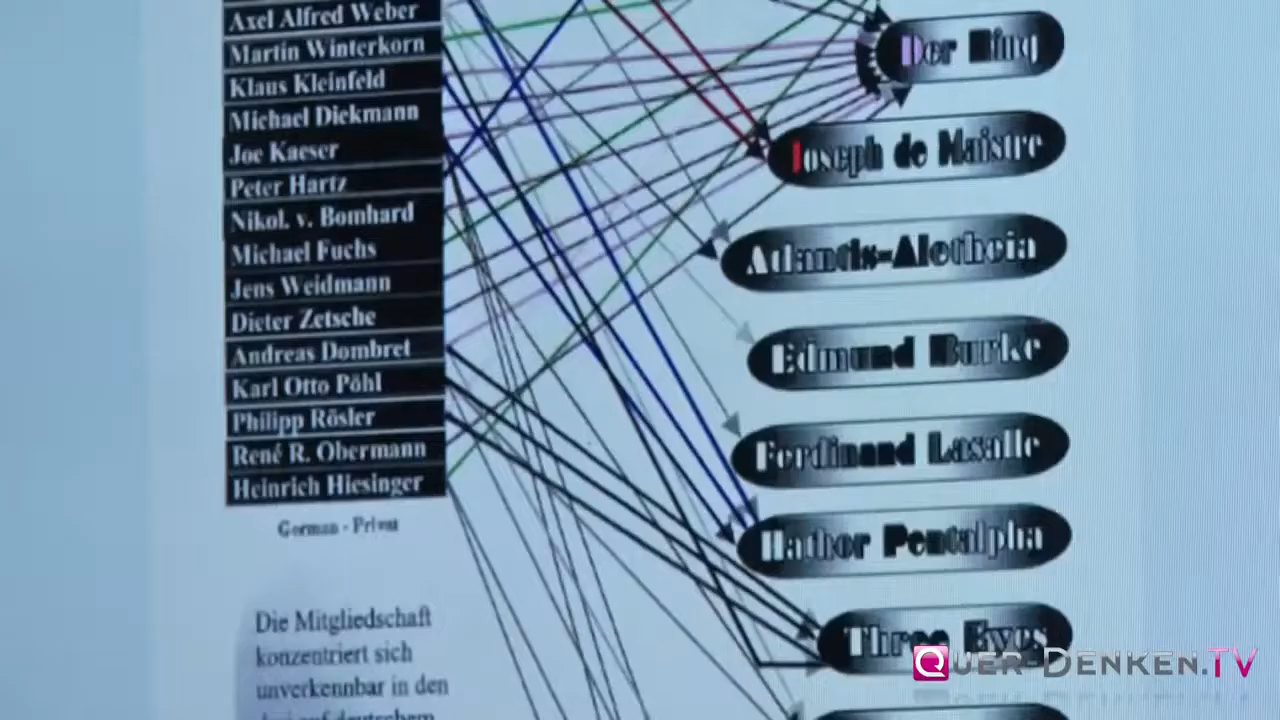 Axel Alfred Weber
Martin Winterkorn
Klaus Kleinfeld
Michael Diekmann
Joe Kaeser
Peter Hartz
Nikol. v. Bomhard
Michael Fuchs
Jens Weidmann
Dieter Zetsche
Andreas Dombret
Karl Otto Pöhl
Philipp Rösler
René R. Obermann
Heinrich Hiesinger
German - Privat
Die Mitgliedschaft
konzentriert sich
unverkennbar in den
Der Ring
Joseph de Maistre
Atlantis-Aletheia
Edmund Burke
Ferdinand Lasalle
Hathor Pentalpha
Three Eyes
QUER-DENKEN.TV